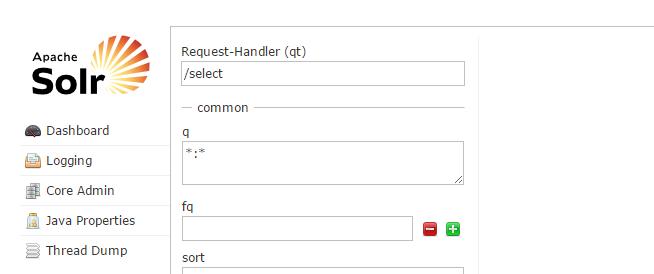 Apache
Solr
Dashboard
Logging
Core Admin
Java Properties
Thread Dump
Request-Handler (qt)
/select
common
q
*:*
fq
sort